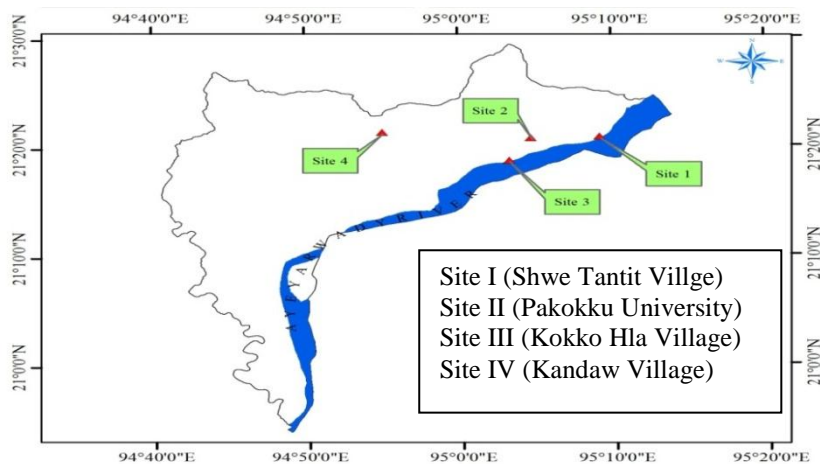 94°40'0"E 94°50'0"E 95°0'0"E 95°10'0"E 95°20'0"E
21°30'0"N
N
W E
S
Site 2
21°20'0"N 21°20'0"N
Site 4
Site 1
Site 3
AYEYARWADY RIVER
21°10'0"N 21°10'0"N
Site I (Shwe Tantit Villge)
Site II (Pakokku University)
Site III (Kokko Hla Village)
Site IV (Kandaw Village)
21°0'0"N 21°0'0"N
94°40'0"E 94°50'0"E 95°0'0"E 95°10'0"E 95°20'0"E